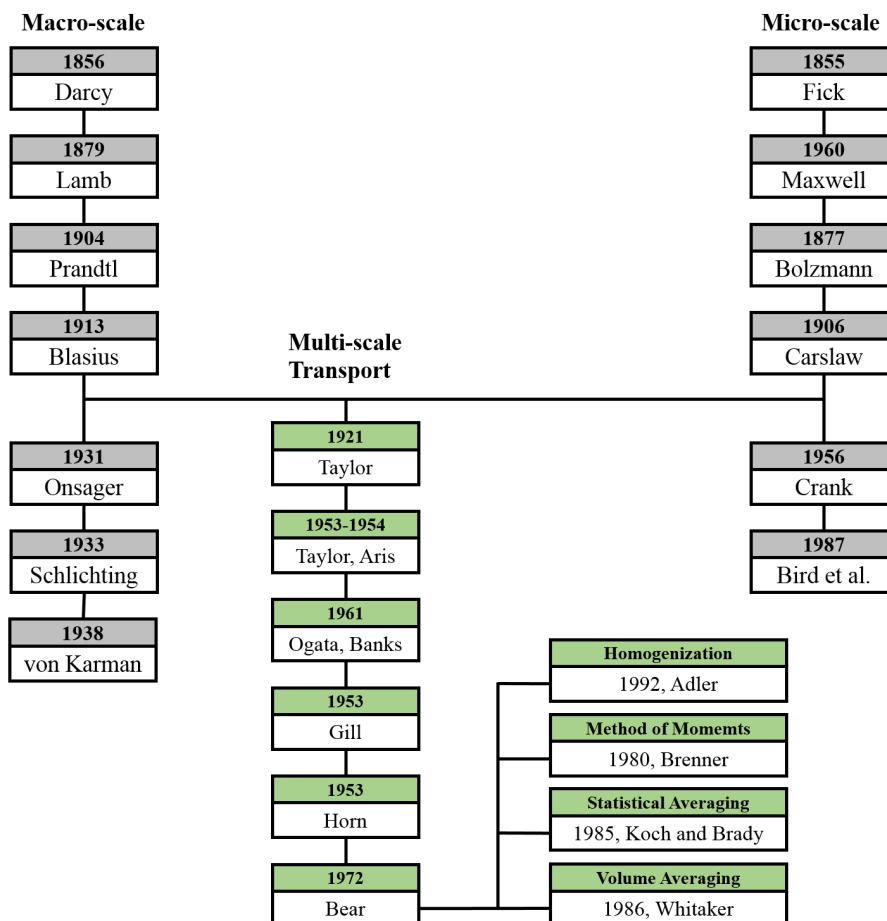 Macro-scale
1856
Darcy
1879
Lamb
1904
Prandtl
1913
Blasius
1931
Onsager
1933
Schlichting
1938
von Karman
Multi-scale
Transport
1921
Taylor
1953-1954
Taylor, Aris
1961
Ogata, Banks
1953
Gill
1953
Horn
1972
Bear
Homogenization
1992, Adler
Method of Momemts
1980, Brenner
Statistical Averaging
1985, Koch and Brady
Volume Averaging
1986, Whitaker
Micro-scale
1855
Fick
1960
Maxwell
1877
Bolzmann
1906
Carslaw
1956
Crank
1987
Bird et al.